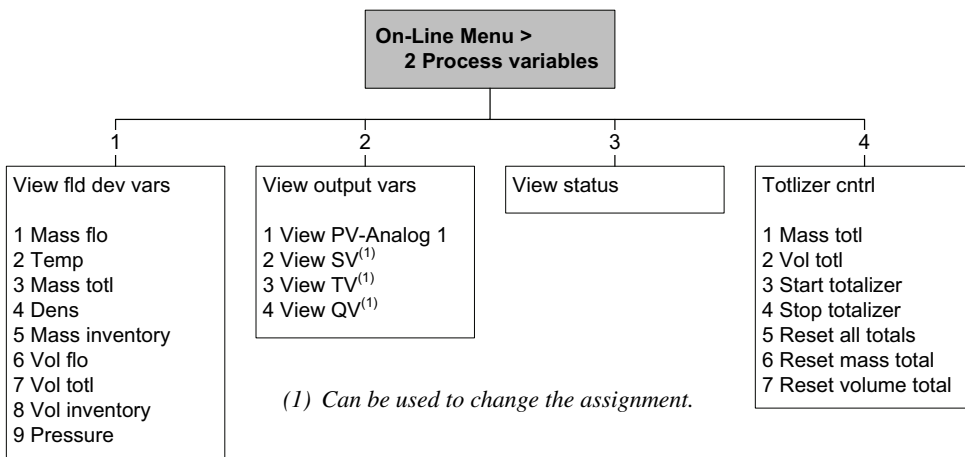 On-Line Menu >
2 Process variables
1
2
3
4
View fld dev vars
1 Mass flo
2 Temp
3 Mass totl
4 Dens
5 Mass inventory
6 Vol flo
7 Vol totl
8 Vol inventory
9 Pressure
View output vars
1 View PV-Analog 1
2 View SV(1)
3 View TV(1)
4 View QV(1)
View status
Totlizer cntrl
1 Mass totl
2 Vol totl
3 Start totalizer
4 Stop totalizer
5 Reset all totals
6 Reset mass total
7 Reset volume total
(1) Can be used to change the assignment.